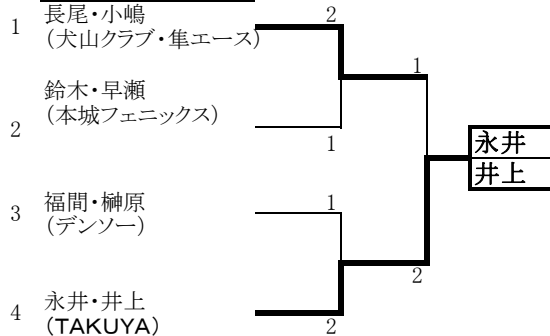 1 長尾・小嶋
(犬山クラブ・隼エース)
2
1
鈴木・早瀬
2 (本城フェニックス)
1
永井
井上
3 福間・榊原
(デンソー)
1
2
4 永井・井上
(TAKUYA)
2